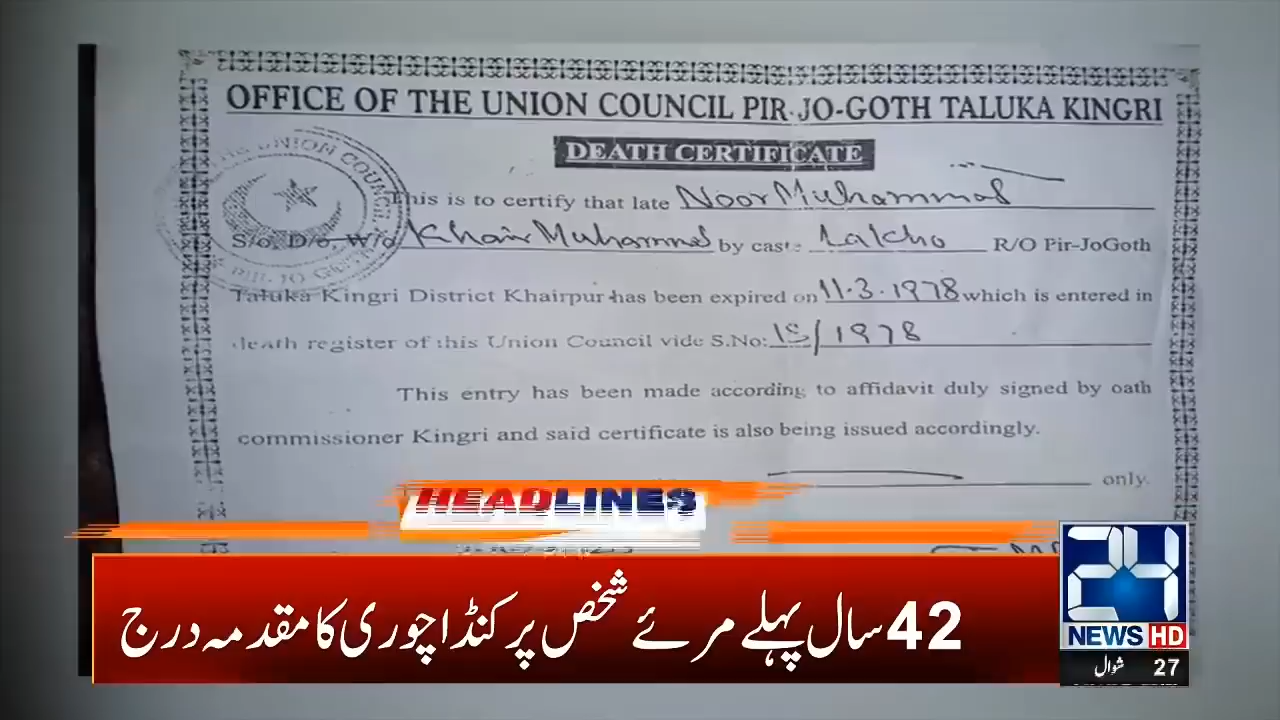 OFFICE OF THE UNION COUNCIL PIR-JO-GOTH TALUKA KINGRI
DEATH CERTIFICATE
This is to certify that late Noor Muhammad
S/o, D/o W/o Khair Muhammad by caste Lakho R/O Pir-JoGoth
Taluka Kingri District Khairpur has been expired on 11.3.1978 which is entered in
death register of this Union Council vide S.No: /1978
This entry has been made according to affidavit duly signed by oath
commissioner Kingri and said certificate is also being issued accordingly.
only.
HEADLINES
42 سال پہلے مرئے شخص پر کنڈا چوری کا مقدمہ درج
24
NEWS HD
27 شوال